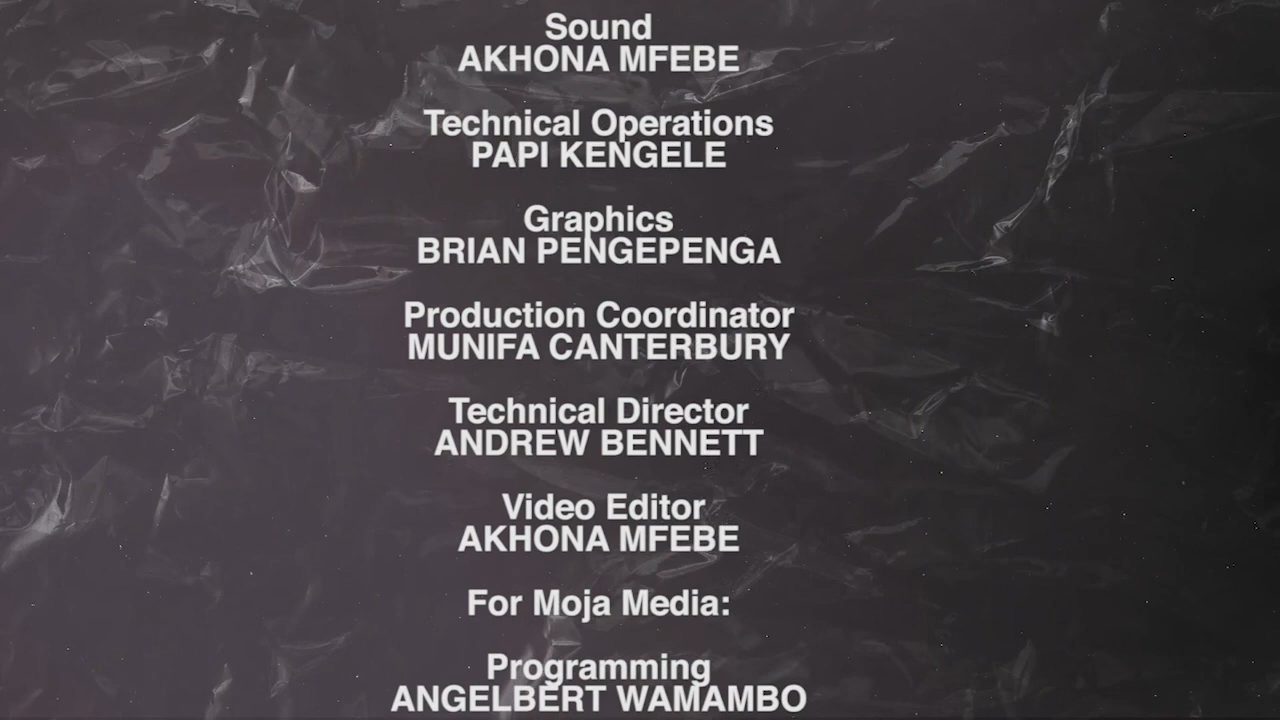 Sound
AKHONA MFEBE
Technical Operations
PAPI KENGELE
Graphics
BRIAN PENGEPENGA
Production Coordinator
MUNIFA CANTERBURY
Technical Director
ANDREW BENNETT
Video Editor
AKHONA MFEBE
For Moja Media:
Programming
ANGELBERT WAMAMBO